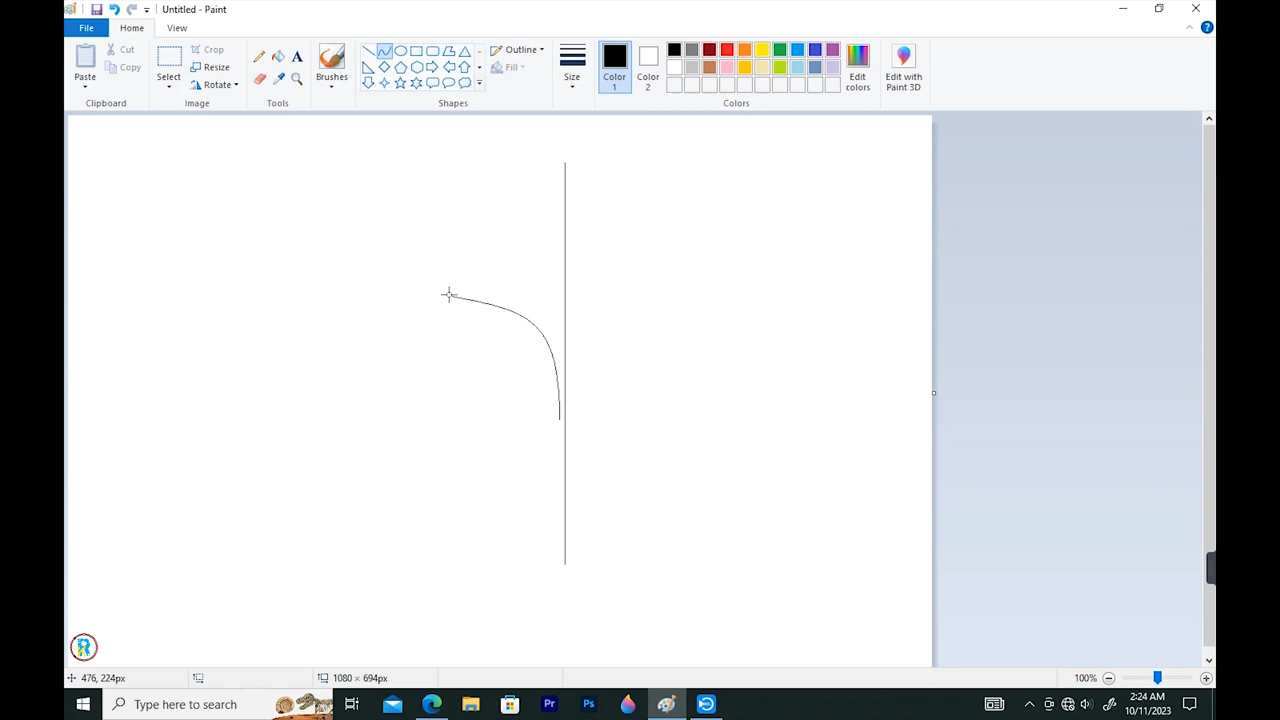 Untitled - Paint
File Home View
Paste
Cut
Copy
Clipboard
Select
Crop
Resize
Rotate
Image
A
Tools
Brushes
Outline
Fill
Shapes
Size
Color 1
Color 2
Edit colors
Colors
Edit with Paint 3D
R
476, 224px
1080 × 694px
100%
Type here to search
Pr
Ps
2:24 AM
10/11/2023